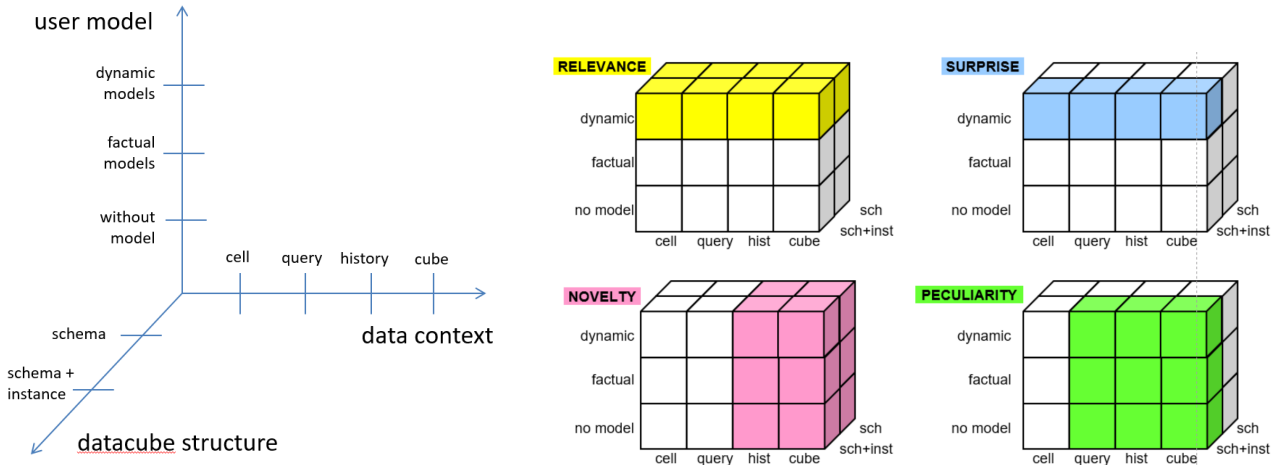 user model
dynamic
models
factual
models
without
model
cell
query
history
cube
data context
schema
schema +
instance
datacube structure
RELEVANCE
dynamic
factual
no model
cell
query
hist
cube
sch
sch+inst
SURPRISE
dynamic
factual
no model
cell
query
hist
cube
sch
sch+inst
NOVELTY
dynamic
factual
no model
cell
query
hist
cube
sch
sch+inst
PECULIARITY
dynamic
factual
no model
cell
query
hist
cube
sch
sch+inst